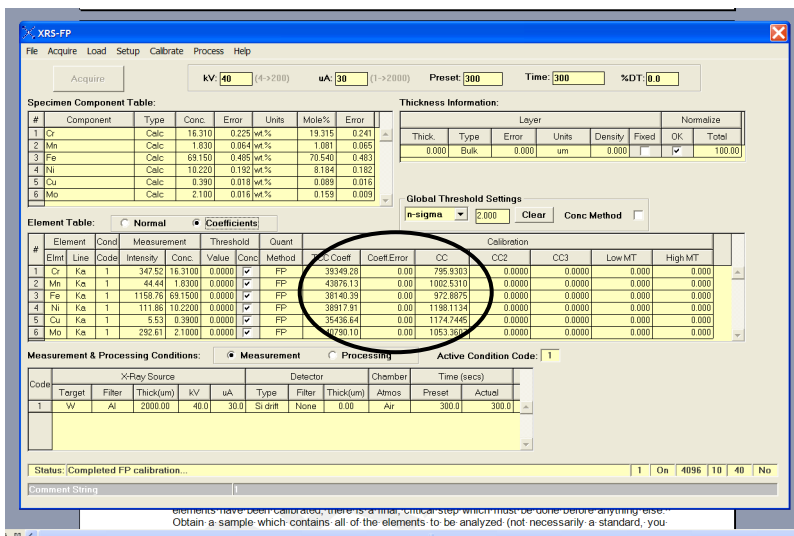 XRS-FP
File Acquire Load Setup Calibrate Process Help
Acquire kV: 40 (4->200) uA: 30 (1->2000) Preset: 300 Time: 300 %DT: 0.0
Specimen Component Table: Thickness Information:
# Component Type Conc. Error Units Mole% Error
1 Cr Calc 16.310 0.225 wt.% 19.315 0.241
2 Mn Calc 1.830 0.064 wt.% 1.081 0.065
3 Fe Calc 69.150 0.485 wt.% 70.540 0.483
4 Ni Calc 10.220 0.192 wt.% 8.184 0.182
5 Cu Calc 0.390 0.018 wt.% 0.089 0.016
6 Mo Calc 2.100 0.016 wt.% 0.159 0.009
Layer Normalize
Thick. Type Error Units Density Fixed OK Total
0.000 Bulk 0.000 um 0.000 100.00
Global Threshold Settings
n-sigma 2.000 Clear Conc Method
Element Table: Normal Coefficients
# Element Cond Measurement Threshold Quant Calibration
Elmt Line Code Intensity Conc. Value Conc Method Coeff Coeff.Error CC CC2 CC3 Low MT High MT
1 Cr Ka 1 347.52 16.3100 0.0000 FP 39349.28 0.00 795.9303 0.0000 0.0000 0.000 0.000
2 Mn Ka 1 44.44 1.8300 0.0000 FP 43876.13 0.00 1002.5310 0.0000 0.0000 0.000 0.000
3 Fe Ka 1 1158.76 69.1500 0.0000 FP 38140.39 0.00 972.8875 0.0000 0.0000 0.000 0.000
4 Ni Ka 1 111.86 10.2200 0.0000 FP 38917.91 0.00 1198.1134 0.0000 0.0000 0.000 0.000
5 Cu Ka 1 5.53 0.3900 0.0000 FP 35436.64 0.00 1174.7445 0.0000 0.0000 0.000 0.000
6 Mo Ka 1 292.61 2.1000 0.0000 FP 0.00 0.0000 0.0000 0.000 0.000
Measurement & Processing Conditions: Measurement Processing Active Condition Code: 1
Code X-Ray Source Detector Chamber Time (secs)
Target Filter Thick(um) kV uA Type Filter Thick(um) Atmos Preset Actual
1 W Al 2000.00 40.0 30.0 Si drift None 0.00 Air 300.0 300.0
Status: Completed FP calibration... 1 On 4096 10 40 No
Comment String 1
elements have been calibrated, there is a final, critical step which must be done before anything else.
Obtain a sample which contains all of the elements to be analyzed (not necessarily a standard, you